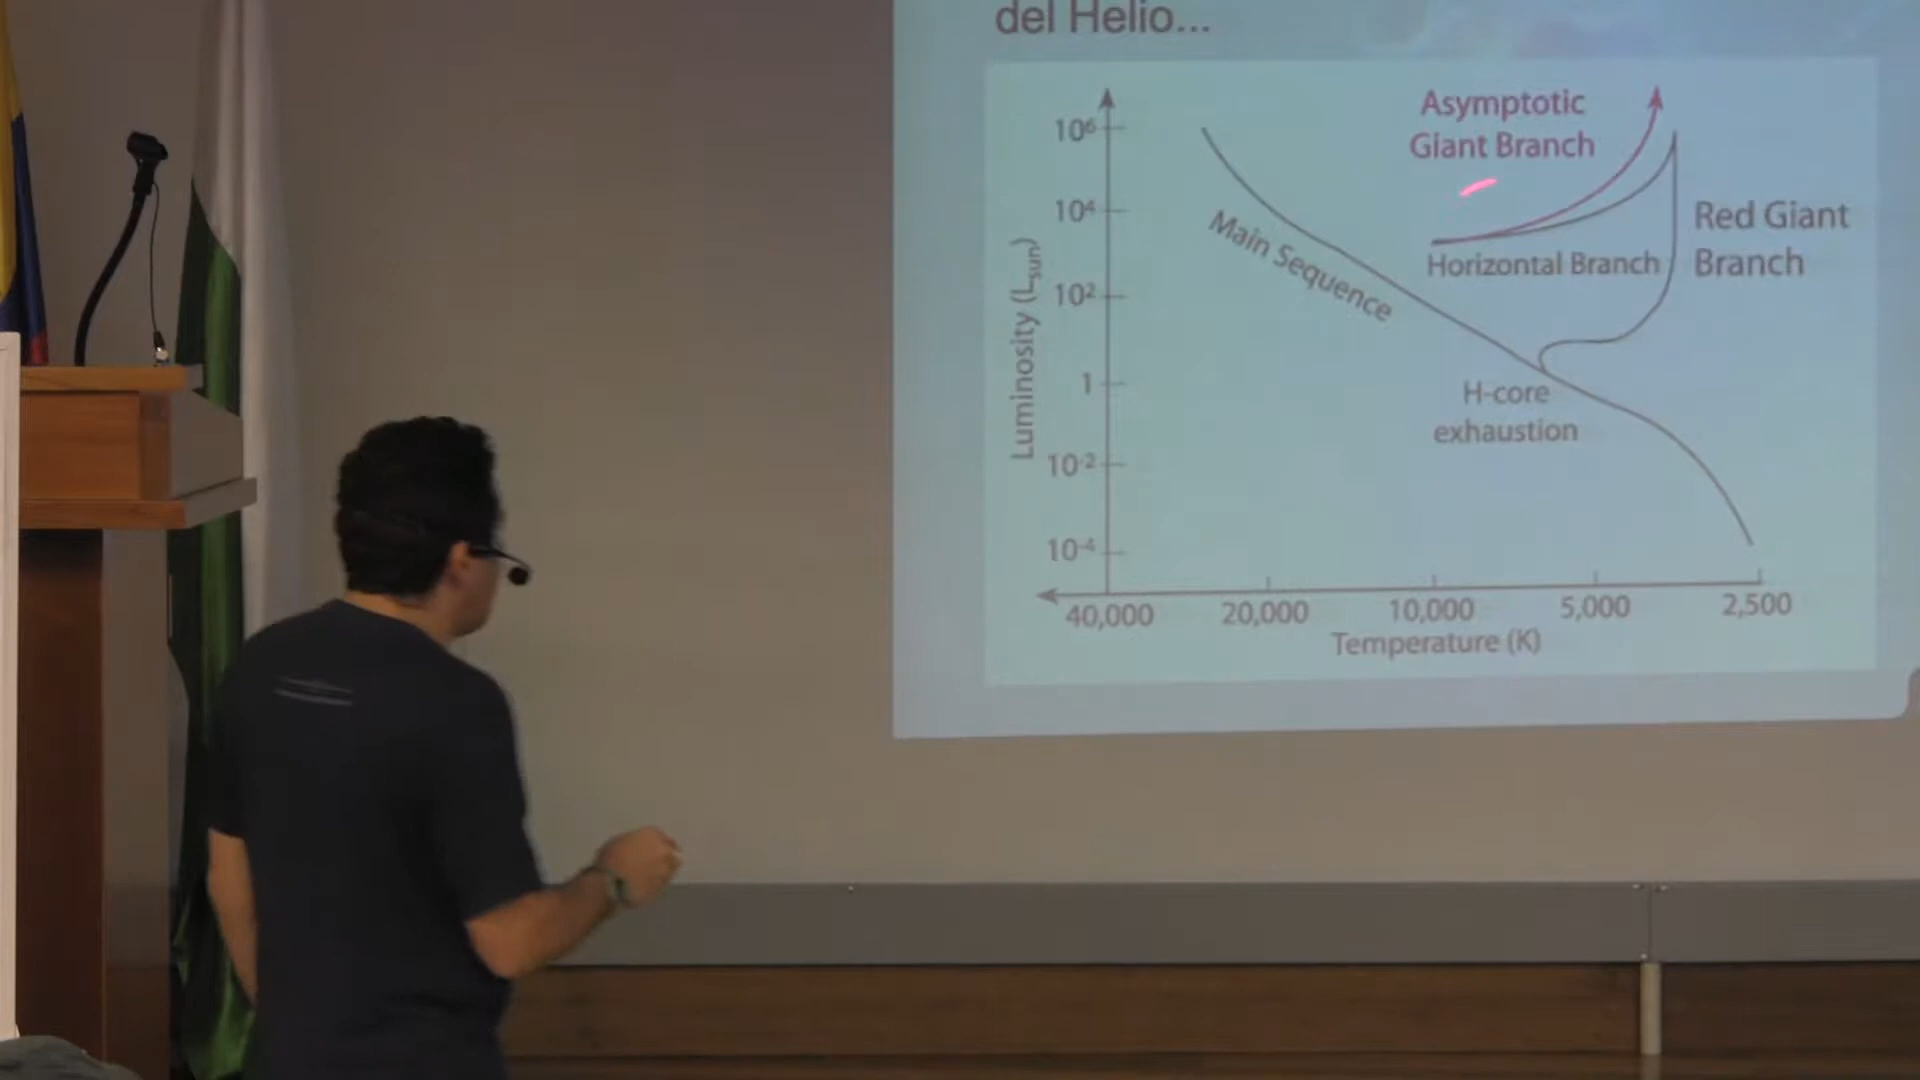 del Helio...
Asymptotic
Giant Branch
10⁶
10⁴
Main Sequence
Red Giant
Branch
Horizontal Branch
10²
Luminosity (Lsun)
1
H-core
exhaustion
10⁻²
10⁻⁴
40,000 20,000 10,000 5,000 2,500
Temperature (K)